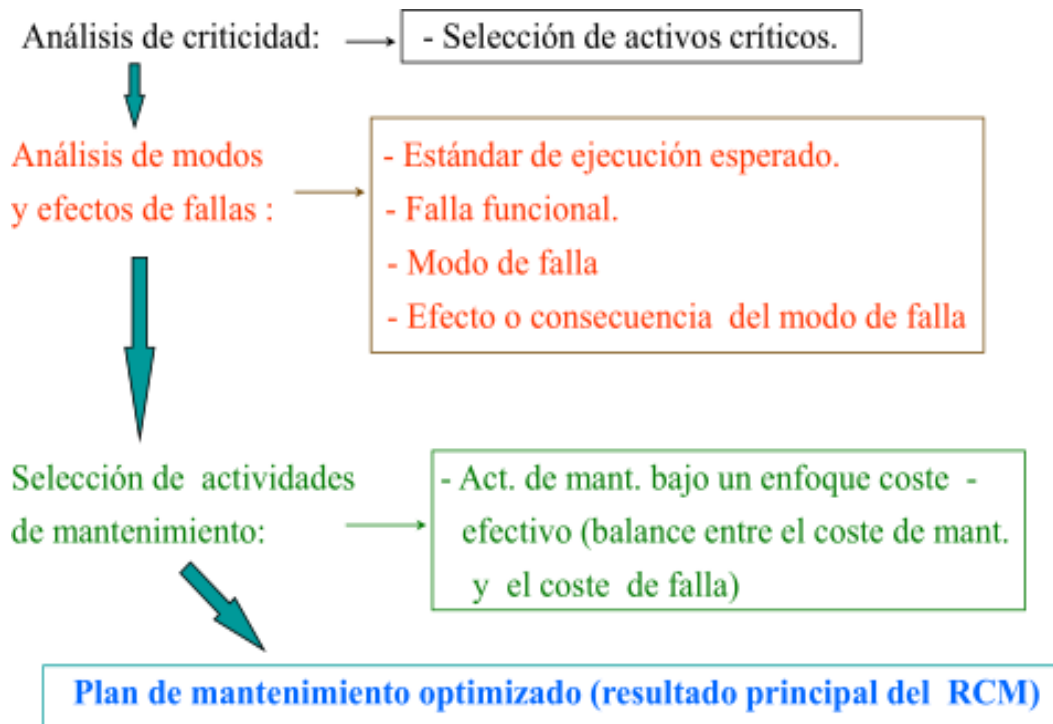 Análisis de criticidad:
- Selección de activos críticos.
Análisis de modos
y efectos de fallas :
- Estándar de ejecución esperado.
- Falla funcional.
- Modo de falla
- Efecto o consecuencia del modo de falla
Selección de actividades
de mantenimiento:
- Act. de mant. bajo un enfoque coste -
efectivo (balance entre el coste de mant.
y el coste de falla)
Plan de mantenimiento optimizado (resultado principal del RCM)